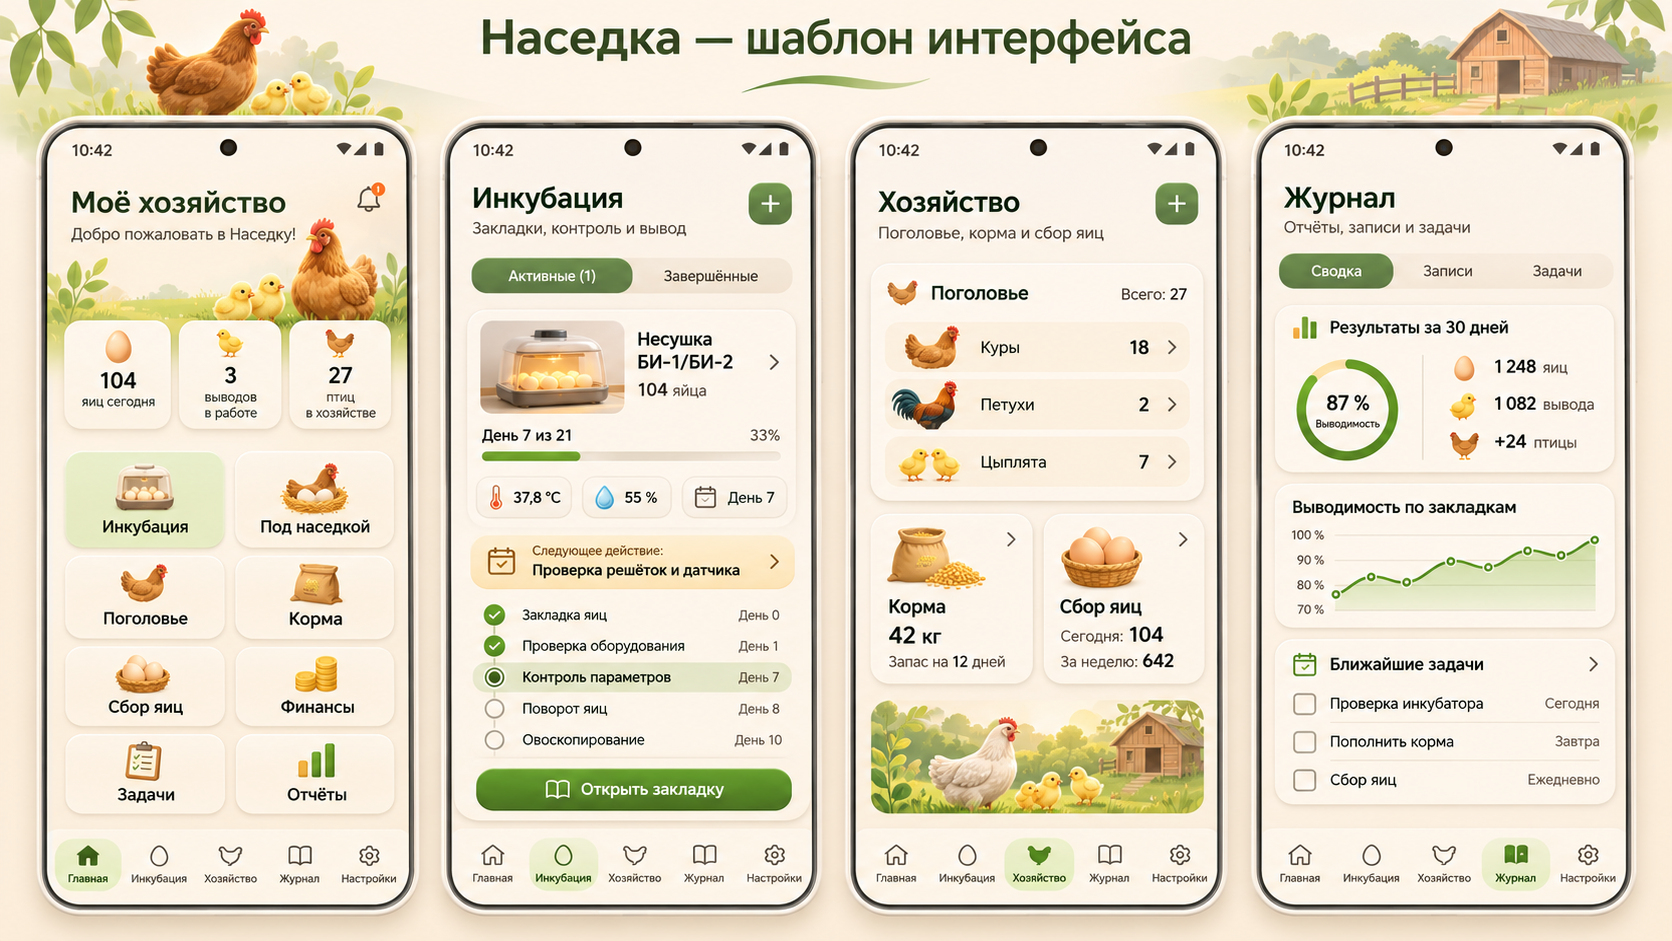 Наседка — шаблон интерфейса
10:42
Моё хозяйство
Добро пожаловать в Наседку!
104
яиц сегодня
3
выводов
в работе
27
птиц
в хозяйстве
Инкубация
Под наседкой
Поголовье
Корма
Сбор яиц
Финансы
Задачи
Отчёты
Главная
Инкубация
Хозяйство
Журнал
Настройки
10:42
Инкубация
Закладки, контроль и вывод
Активные (1)
Завершённые
Несушка
БИ-1/БИ-2
104 яйца
День 7 из 21
33%
37,8 °C
55 %
День 7
Следующее действие:
Проверка решёток и датчика
Закладка яиц День 0
Проверка оборудования День 1
Контроль параметров День 7
Поворот яиц День 8
Овоскопирование День 10
Открыть закладку
Главная
Инкубация
Хозяйство
Журнал
Настройки
10:42
Хозяйство
Поголовье, корма и сбор яиц
Поголовье
Всего: 27
Куры 18
Петухи 2
Цыплята 7
Корма
42 кг
Запас на 12 дней
Сбор яиц
Сегодня: 104
За неделю: 642
Главная
Инкубация
Хозяйство
Журнал
Настройки
10:42
Журнал
Отчёты, записи и задачи
Сводка
Записи
Задачи
Результаты за 30 дней
87 %
Выводимость
1 248 яиц
1 082 вывода
+24 птицы
Выводимость по закладкам
100 %
90 %
80 %
70 %
Ближайшие задачи
Проверка инкубатора Сегодня
Пополнить корма Завтра
Сбор яиц Ежедневно
Главная
Инкубация
Хозяйство
Журнал
Настройки